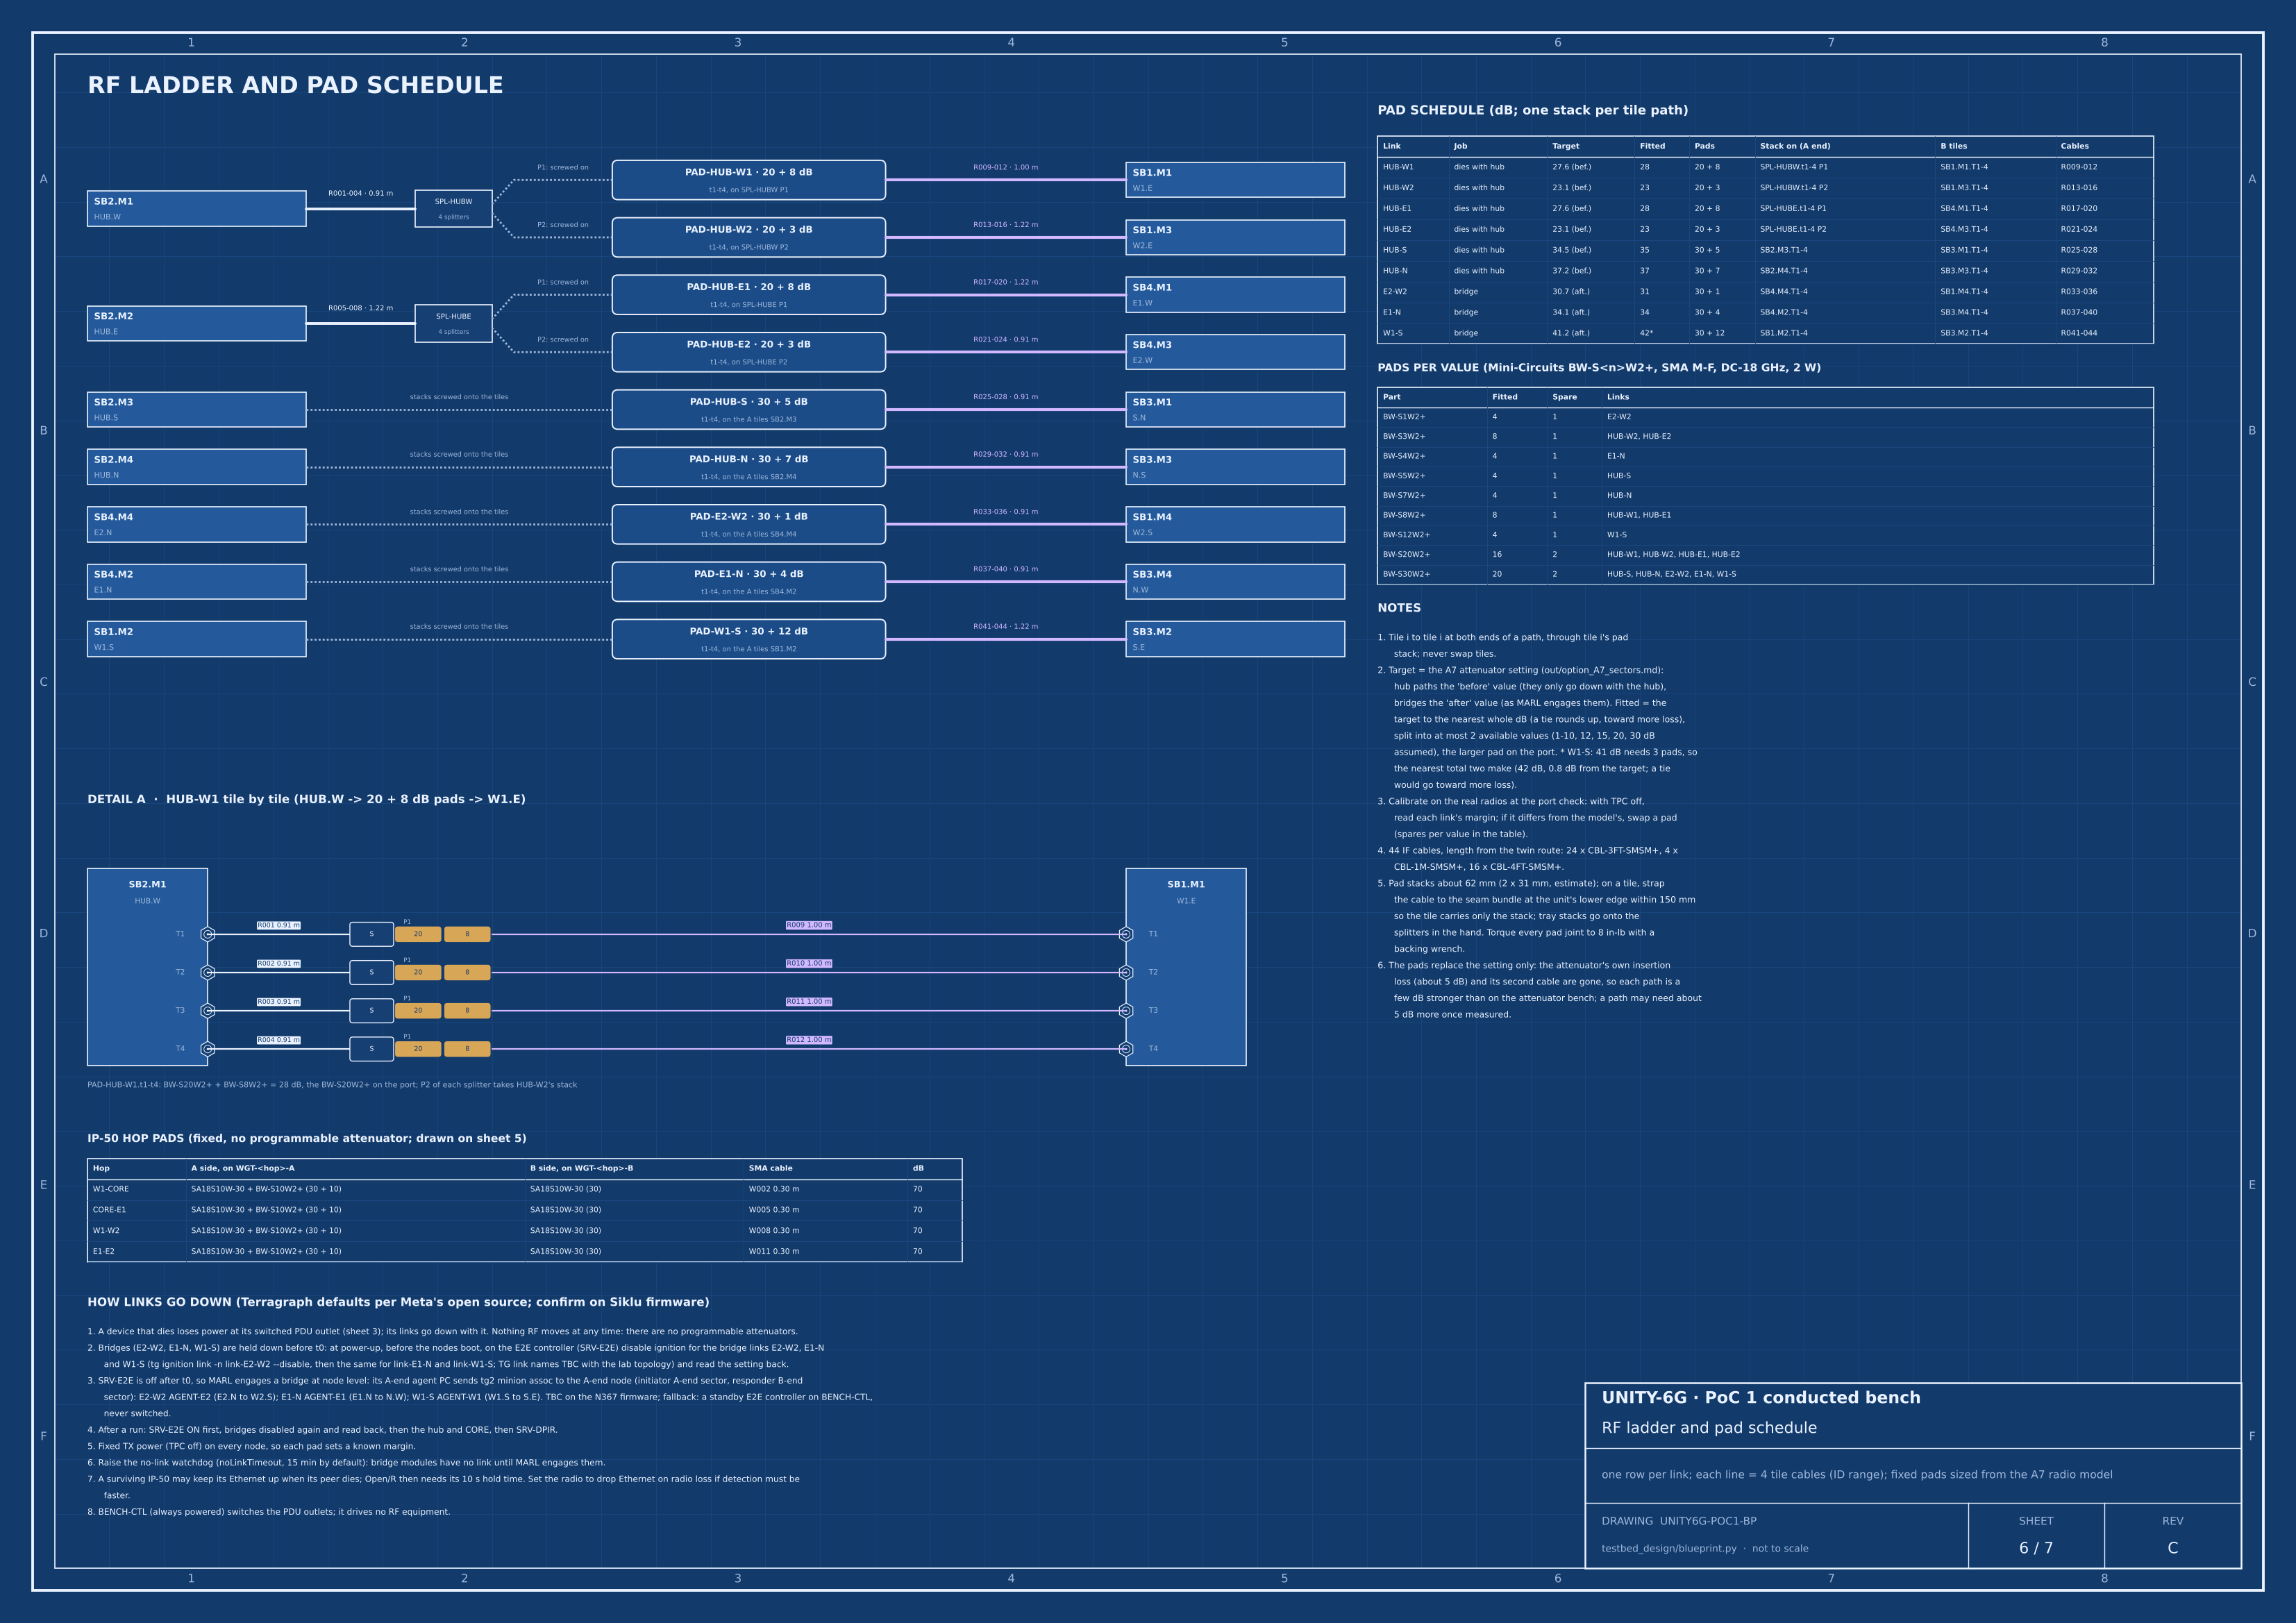 1 2 3 4 5 6 7 8
RF LADDER AND PAD SCHEDULE
A
B
C
D
E
F
SB2.M1
HUB.W
R001-004 · 0.91 m
SPL-HUBW
4 splitters
P1: screwed on
PAD-HUB-W1 · 20 + 8 dB
t1-t4, on SPL-HUBW P1
R009-012 · 1.00 m
SB1.M1
W1.E
P2: screwed on
PAD-HUB-W2 · 20 + 3 dB
t1-t4, on SPL-HUBW P2
R013-016 · 1.22 m
SB1.M3
W2.E
SB2.M2
HUB.E
R005-008 · 1.22 m
SPL-HUBE
4 splitters
P1: screwed on
PAD-HUB-E1 · 20 + 8 dB
t1-t4, on SPL-HUBE P1
R017-020 · 1.22 m
SB4.M1
E1.W
P2: screwed on
PAD-HUB-E2 · 20 + 3 dB
t1-t4, on SPL-HUBE P2
R021-024 · 0.91 m
SB4.M3
E2.W
SB2.M3
HUB.S
stacks screwed onto the tiles
PAD-HUB-S · 30 + 5 dB
t1-t4, on the A tiles SB2.M3
R025-028 · 0.91 m
SB3.M1
S.N
SB2.M4
HUB.N
stacks screwed onto the tiles
PAD-HUB-N · 30 + 7 dB
t1-t4, on the A tiles SB2.M4
R029-032 · 0.91 m
SB3.M3
N.S
SB4.M4
E2.N
stacks screwed onto the tiles
PAD-E2-W2 · 30 + 1 dB
t1-t4, on the A tiles SB4.M4
R033-036 · 0.91 m
SB1.M4
W2.S
SB4.M2
E1.N
stacks screwed onto the tiles
PAD-E1-N · 30 + 4 dB
t1-t4, on the A tiles SB4.M2
R037-040 · 0.91 m
SB3.M4
N.W
SB1.M2
W1.S
stacks screwed onto the tiles
PAD-W1-S · 30 + 12 dB
t1-t4, on the A tiles SB1.M2
R041-044 · 1.22 m
SB3.M2
S.E
DETAIL A · HUB-W1 tile by tile (HUB.W -> 20 + 8 dB pads -> W1.E)
SB2.M1
HUB.W
SB1.M1
W1.E
T1 R001 0.91 m S P1 20 8 R009 1.00 m T1
T2 R002 0.91 m S P1 20 8 R010 1.00 m T2
T3 R003 0.91 m S P1 20 8 R011 1.00 m T3
T4 R004 0.91 m S P1 20 8 R012 1.00 m T4
PAD-HUB-W1.t1-t4: BW-S20W2+ + BW-S8W2+ = 28 dB, the BW-S20W2+ on the port; P2 of each splitter takes HUB-W2's stack
IP-50 HOP PADS (fixed, no programmable attenuator; drawn on sheet 5)
Hop A side, on WGT-<hop>-A B side, on WGT-<hop>-B SMA cable dB
W1-CORE SA18S10W-30 + BW-S10W2+ (30 + 10) SA18S10W-30 (30) W002 0.30 m 70
CORE-E1 SA18S10W-30 + BW-S10W2+ (30 + 10) SA18S10W-30 (30) W005 0.30 m 70
W1-W2 SA18S10W-30 + BW-S10W2+ (30 + 10) SA18S10W-30 (30) W008 0.30 m 70
E1-E2 SA18S10W-30 + BW-S10W2+ (30 + 10) SA18S10W-30 (30) W011 0.30 m 70
HOW LINKS GO DOWN (Terragraph defaults per Meta's open source; confirm on Siklu firmware)
1. A device that dies loses power at its switched PDU outlet (sheet 3); its links go down with it. Nothing RF moves at any time: there are no programmable attenuators.
2. Bridges (E2-W2, E1-N, W1-S) are held down before t0: at power-up, before the nodes boot, on the E2E controller (SRV-E2E) disable ignition for the bridge links E2-W2, E1-N
and W1-S (tg ignition link -n link-E2-W2 --disable, then the same for link-E1-N and link-W1-S; TG link names TBC with the lab topology) and read the setting back.
3. SRV-E2E is off after t0, so MARL engages a bridge at node level: its A-end agent PC sends tg2 minion assoc to the A-end node (initiator A-end sector, responder B-end
sector): E2-W2 AGENT-E2 (E2.N to W2.S); E1-N AGENT-E1 (E1.N to N.W); W1-S AGENT-W1 (W1.S to S.E). TBC on the N367 firmware; fallback: a standby E2E controller on BENCH-CTL,
never switched.
4. After a run: SRV-E2E ON first, bridges disabled again and read back, then the hub and CORE, then SRV-DPIR.
5. Fixed TX power (TPC off) on every node, so each pad sets a known margin.
6. Raise the no-link watchdog (noLinkTimeout, 15 min by default): bridge modules have no link until MARL engages them.
7. A surviving IP-50 may keep its Ethernet up when its peer dies; Open/R then needs its 10 s hold time. Set the radio to drop Ethernet on radio loss if detection must be
faster.
8. BENCH-CTL (always powered) switches the PDU outlets; it drives no RF equipment.
PAD SCHEDULE (dB; one stack per tile path)
Link Job Target Fitted Pads Stack on (A end) B tiles Cables
HUB-W1 dies with hub 27.6 (bef.) 28 20 + 8 SPL-HUBW.t1-4 P1 SB1.M1.T1-4 R009-012
HUB-W2 dies with hub 23.1 (bef.) 23 20 + 3 SPL-HUBW.t1-4 P2 SB1.M3.T1-4 R013-016
HUB-E1 dies with hub 27.6 (bef.) 28 20 + 8 SPL-HUBE.t1-4 P1 SB4.M1.T1-4 R017-020
HUB-E2 dies with hub 23.1 (bef.) 23 20 + 3 SPL-HUBE.t1-4 P2 SB4.M3.T1-4 R021-024
HUB-S dies with hub 34.5 (bef.) 35 30 + 5 SB2.M3.T1-4 SB3.M1.T1-4 R025-028
HUB-N dies with hub 37.2 (bef.) 37 30 + 7 SB2.M4.T1-4 SB3.M3.T1-4 R029-032
E2-W2 bridge 30.7 (aft.) 31 30 + 1 SB4.M4.T1-4 SB1.M4.T1-4 R033-036
E1-N bridge 34.1 (aft.) 34 30 + 4 SB4.M2.T1-4 SB3.M4.T1-4 R037-040
W1-S bridge 41.2 (aft.) 42* 30 + 12 SB1.M2.T1-4 SB3.M2.T1-4 R041-044
PADS PER VALUE (Mini-Circuits BW-S<n>W2+, SMA M-F, DC-18 GHz, 2 W)
Part Fitted Spare Links
BW-S1W2+ 4 1 E2-W2
BW-S3W2+ 8 1 HUB-W2, HUB-E2
BW-S4W2+ 4 1 E1-N
BW-S5W2+ 4 1 HUB-S
BW-S7W2+ 4 1 HUB-N
BW-S8W2+ 8 1 HUB-W1, HUB-E1
BW-S12W2+ 4 1 W1-S
BW-S20W2+ 16 2 HUB-W1, HUB-W2, HUB-E1, HUB-E2
BW-S30W2+ 20 2 HUB-S, HUB-N, E2-W2, E1-N, W1-S
NOTES
1. Tile i to tile i at both ends of a path, through tile i's pad
stack; never swap tiles.
2. Target = the A7 attenuator setting (out/option_A7_sectors.md):
hub paths the 'before' value (they only go down with the hub),
bridges the 'after' value (as MARL engages them). Fitted = the
target to the nearest whole dB (a tie rounds up, toward more loss),
split into at most 2 available values (1-10, 12, 15, 20, 30 dB
assumed), the larger pad on the port. * W1-S: 41 dB needs 3 pads, so
the nearest total two make (42 dB, 0.8 dB from the target; a tie
would go toward more loss).
3. Calibrate on the real radios at the port check: with TPC off,
read each link's margin; if it differs from the model's, swap a pad
(spares per value in the table).
4. 44 IF cables, length from the twin route: 24 x CBL-3FT-SMSM+, 4 x
CBL-1M-SMSM+, 16 x CBL-4FT-SMSM+.
5. Pad stacks about 62 mm (2 x 31 mm, estimate); on a tile, strap
the cable to the seam bundle at the unit's lower edge within 150 mm
so the tile carries only the stack; tray stacks go onto the
splitters in the hand. Torque every pad joint to 8 in-lb with a
backing wrench.
6. The pads replace the setting only: the attenuator's own insertion
loss (about 5 dB) and its second cable are gone, so each path is a
few dB stronger than on the attenuator bench; a path may need about
5 dB more once measured.
UNITY-6G · PoC 1 conducted bench
RF ladder and pad schedule
one row per link; each line = 4 tile cables (ID range); fixed pads sized from the A7 radio model
DRAWING UNITY6G-POC1-BP
testbed_design/blueprint.py · not to scale
SHEET
6 / 7
REV
C
A
B
C
D
E
F
1 2 3 4 5 6 7 8